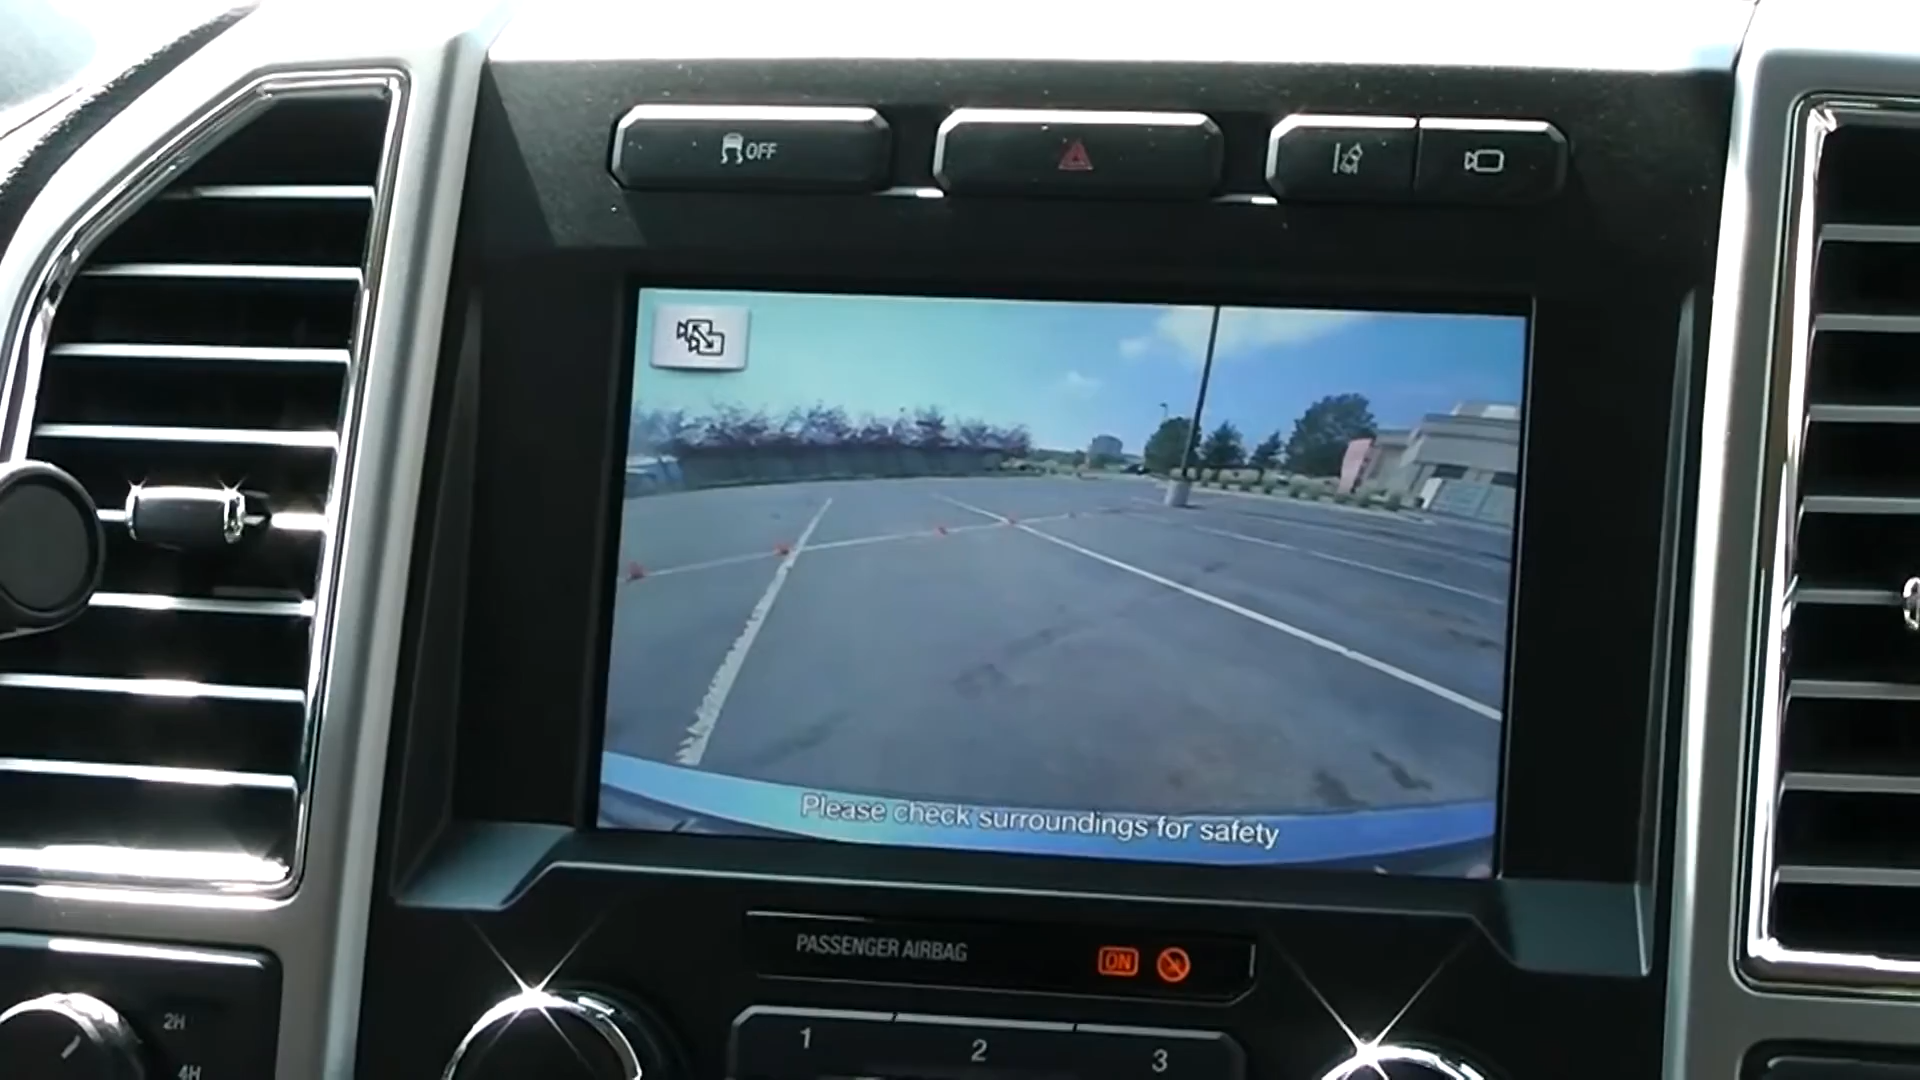 OFF
Please check surroundings for safety
PASSENGER AIRBAG ON
2H
4H
1 2 3